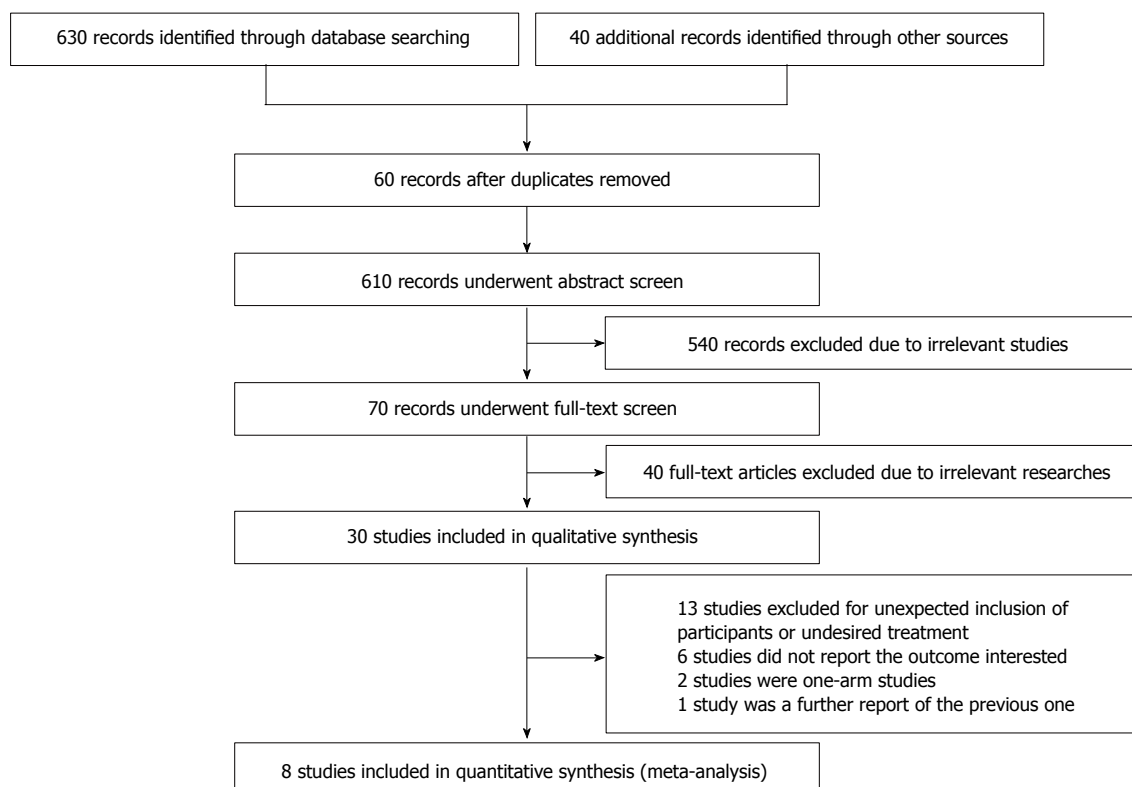 630 records identified through database searching
40 additional records identified through other sources
60 records after duplicates removed
610 records underwent abstract screen
540 records excluded due to irrelevant studies
70 records underwent full-text screen
40 full-text articles excluded due to irrelevant researches
30 studies included in qualitative synthesis
13 studies excluded for unexpected inclusion of
participants or undesired treatment
6 studies did not report the outcome interested
2 studies were one-arm studies
1 study was a further report of the previous one
8 studies included in quantitative synthesis (meta-analysis)